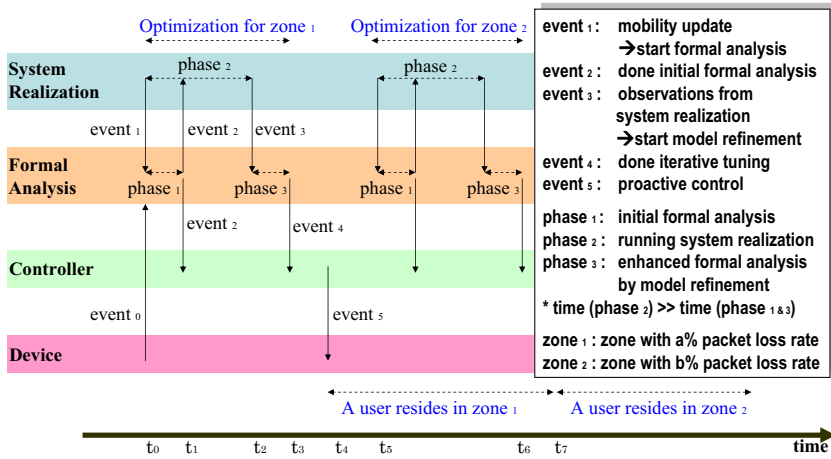 Optimization for zone 1
Optimization for zone 2
System
Realization
phase 2
phase 2
event 1
event 2
event 3
Formal
Analysis
phase 1
phase 3
phase 1
phase 3
event 2
event 4
Controller
event 0
event 5
Device
A user resides in zone 1
A user resides in zone 2
t0
t1
t2
t3
t4
t5
t6
t7
time
event 1 : mobility update
→start formal analysis
event 2 : done initial formal analysis
event 3 : observations from
system realization
→start model refinement
event 4 : done iterative tuning
event 5 : proactive control
phase 1 : initial formal analysis
phase 2 : running system realization
phase 3 : enhanced formal analysis
by model refinement
* time (phase 2) >> time (phase 1 & 3)
zone 1 : zone with a% packet loss rate
zone 2 : zone with b% packet loss rate